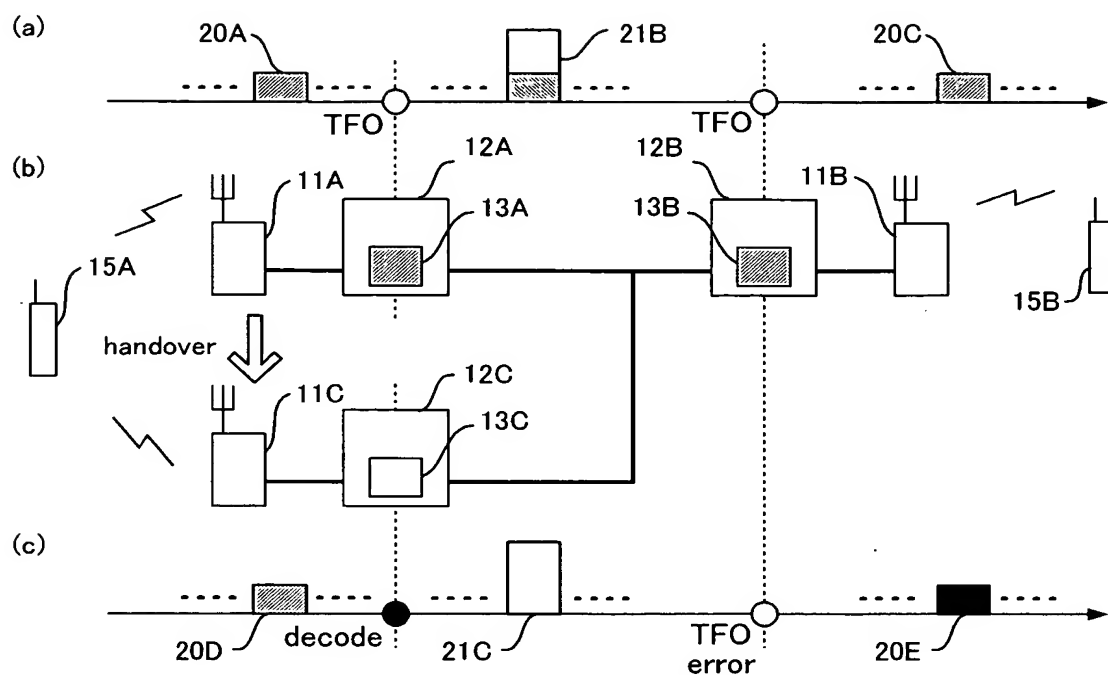 (a)
20A
21B
20C
TFO
TFO
(b)
12A
12B
11A
11B
13A
13B
15A
15B
handover
12C
11C
13C
(c)
decode
TFO
error
20D
21C
20E